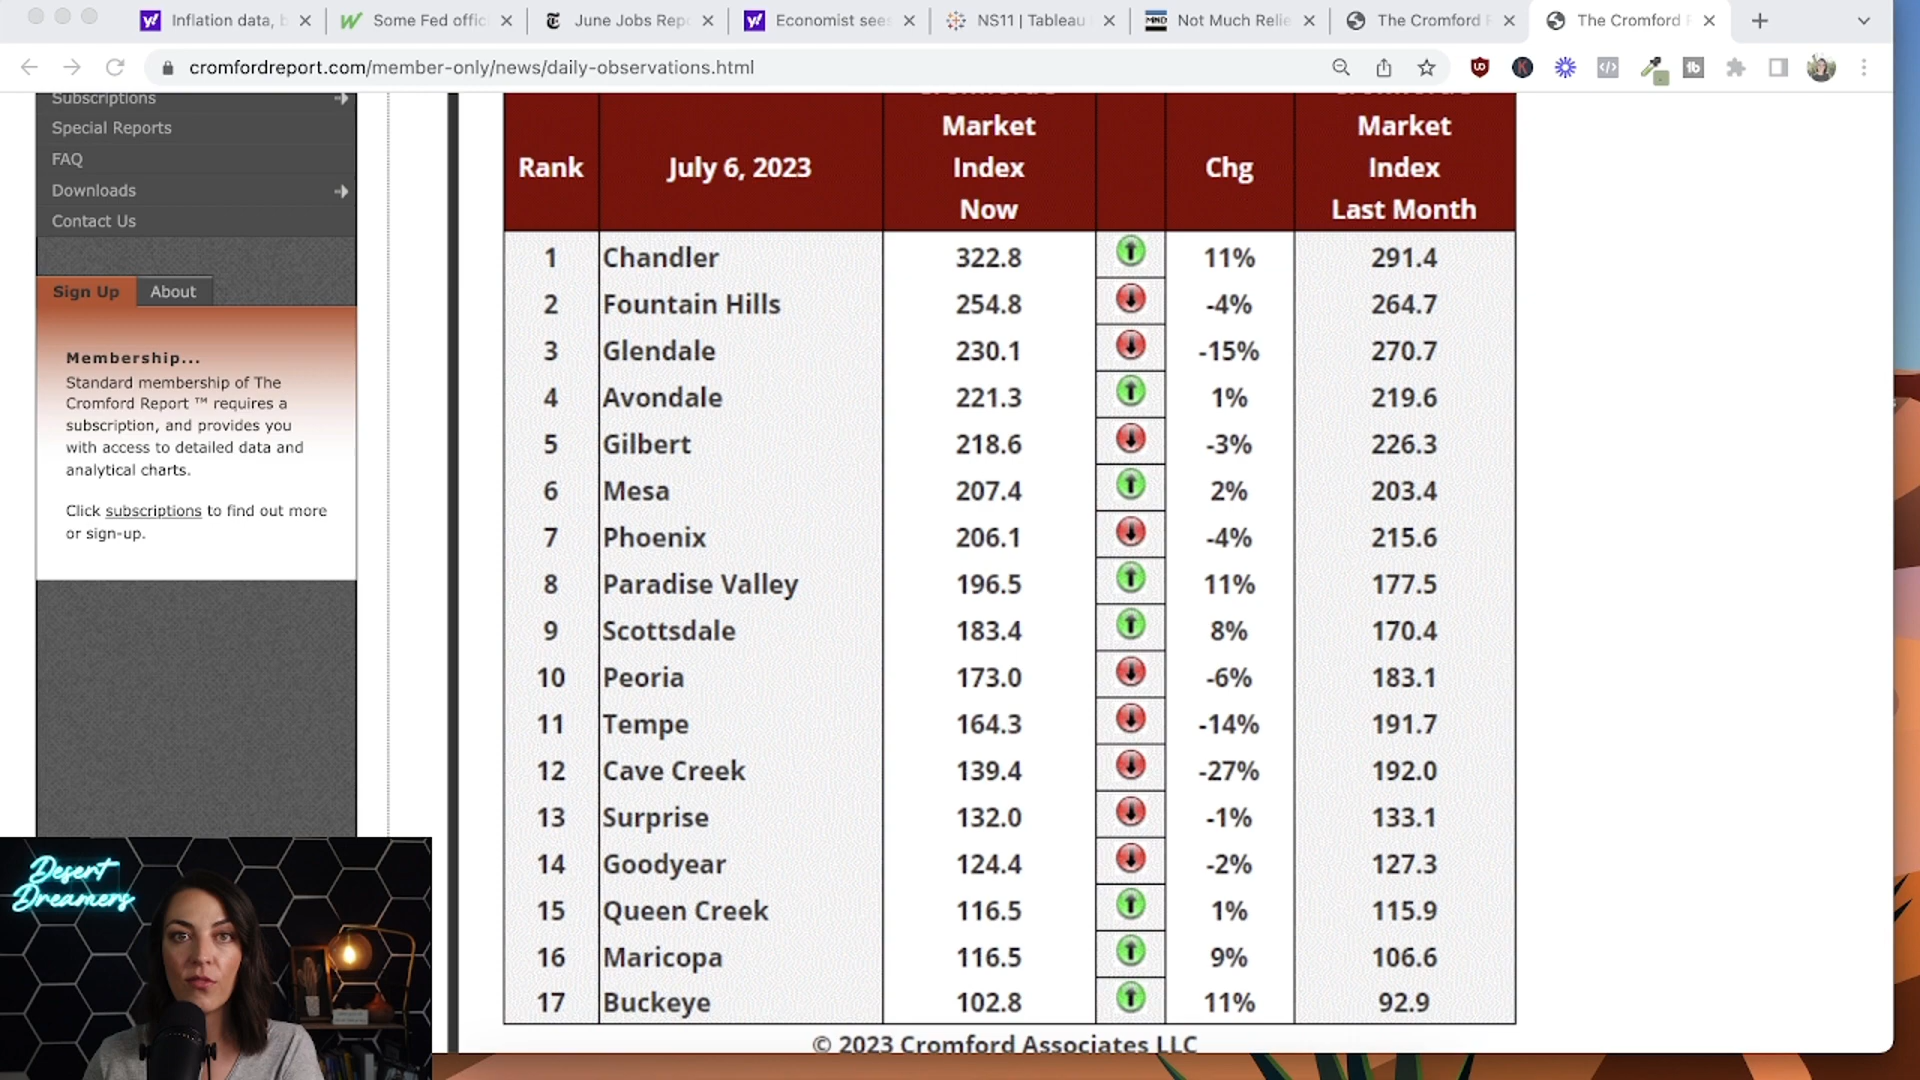 Inflation data, b
Some Fed offic
June Jobs Rep
Economist see
NS11 | Tableau
MND
Not Much Relie
The Cromford R
The Cromford R
cromfordreport.com/member-only/news/daily-observations.html
Subscriptions
Special Reports
FAQ
Downloads
Contact Us
Sign Up
About
Membership...
Standard membership of The
Cromford Report ™ requires a
subscription, and provides you
with access to detailed data and
analytical charts.
Click subscriptions to find out more
or sign-up.
Rank July 6, 2023 Market Index Now Chg Market Index Last Month
1 Chandler 322.8 11% 291.4
2 Fountain Hills 254.8 -4% 264.7
3 Glendale 230.1 -15% 270.7
4 Avondale 221.3 1% 219.6
5 Gilbert 218.6 -3% 226.3
6 Mesa 207.4 2% 203.4
7 Phoenix 206.1 -4% 215.6
8 Paradise Valley 196.5 11% 177.5
9 Scottsdale 183.4 8% 170.4
10 Peoria 173.0 -6% 183.1
11 Tempe 164.3 -14% 191.7
12 Cave Creek 139.4 -27% 192.0
13 Surprise 132.0 -1% 133.1
14 Goodyear 124.4 -2% 127.3
15 Queen Creek 116.5 1% 115.9
16 Maricopa 116.5 9% 106.6
17 Buckeye 102.8 11% 92.9
© 2023 Cromford Associates LLC
Desert
Dreamers